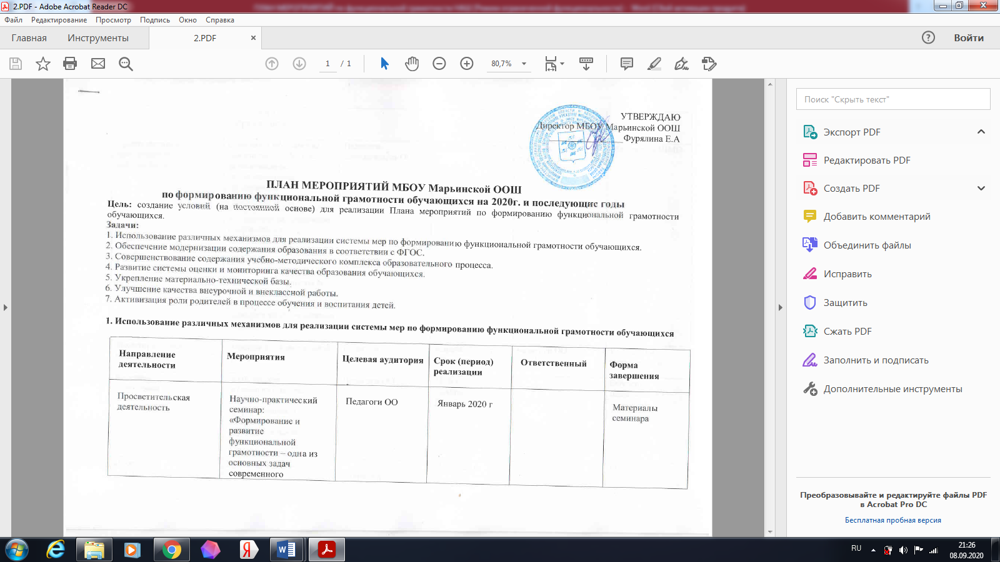 2.PDF - Adobe Acrobat Reader DC
Файл Редактирование Просмотр Подпись Окно Справка
Главная Инструменты 2.PDF × Войти
1 / 1 80,7%
УТВЕРЖДАЮ
Директор МБОУ Марьинской ООШ
Фурялина Е.А
ПЛАН МЕРОПРИЯТИЙ МБОУ Марьинской ООШ
по формированию функциональной грамотности обучающихся на 2020г. и последующие годы
Цель: создание условий (на постоянной основе) для реализации Плана мероприятий по формированию функциональной грамотности
обучающихся.
Задачи:
1. Использование различных механизмов для реализации системы мер по формированию функциональной грамотности обучающихся.
2. Обеспечение модернизации содержания образования в соответствии с ФГОС.
3. Совершенствование содержания учебно-методического комплекса образовательного процесса.
4. Развитие системы оценки и мониторинга качества образования обучающихся.
5. Укрепление материально-технической базы.
6. Улучшение качества внеурочной и внеклассной работы.
7. Активизация роли родителей в процессе обучения и воспитания детей.
1. Использование различных механизмов для реализации системы мер по формированию функциональной грамотности обучающихся
Направление
деятельности
Мероприятия
Целевая аудитория
Срок (период)
реализации
Ответственный
Форма
завершения
Просветительская
деятельность
Научно-практический
семинар:
«Формирование и
развитие
функциональной
грамотности – одна из
основных задач
современного
Педагоги ОО
Январь 2020 г
Материалы
семинара
Поиск "Скрыть текст"
Экспорт PDF
Редактировать PDF
Создать PDF
Добавить комментарий
Объединить файлы
Исправить
Защитить
Сжать PDF
Заполнить и подписать
Дополнительные инструменты
Преобразовывайте и редактируйте файлы PDF
в Acrobat Pro DC
Бесплатная пробная версия
RU
21:26
08.09.2020